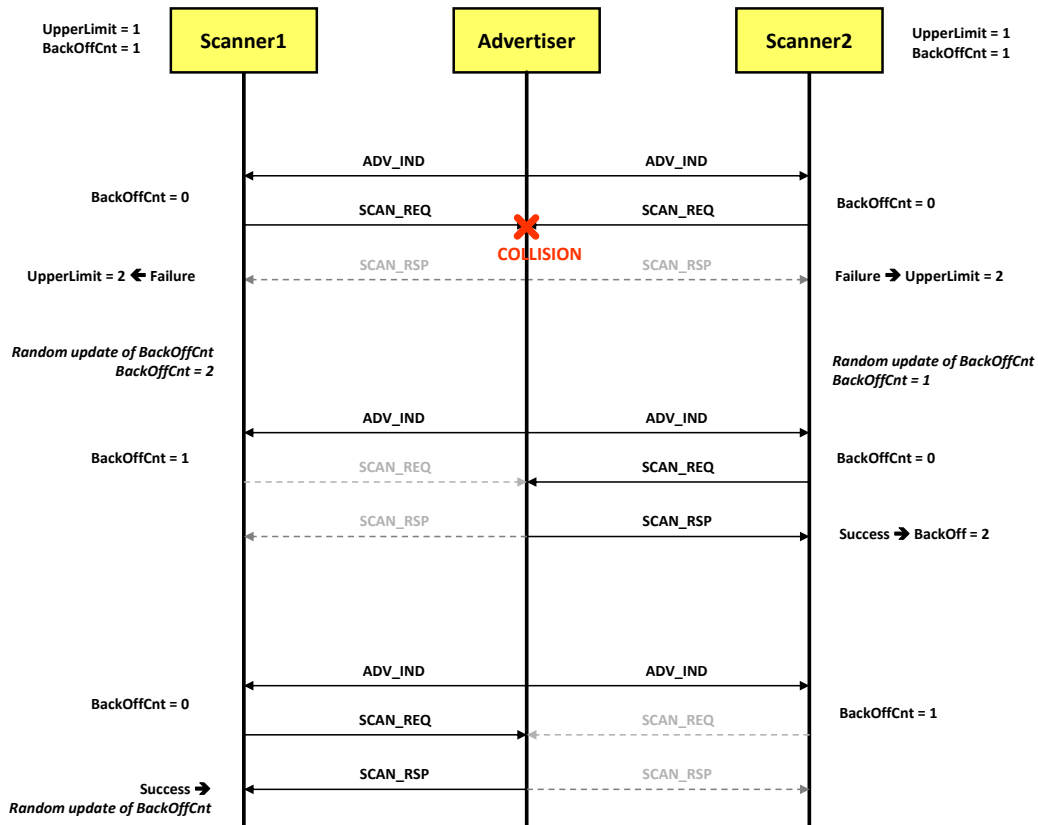 UpperLimit = 1
BackOffCnt = 1
Scanner1
Advertiser
Scanner2
UpperLimit = 1
BackOffCnt = 1
ADV_IND
ADV_IND
BackOffCnt = 0
BackOffCnt = 0
SCAN_REQ
SCAN_REQ
COLLISION
SCAN_RSP
SCAN_RSP
UpperLimit = 2 🡸 Failure
Failure 🡺 UpperLimit = 2
Random update of BackOffCnt
BackOffCnt = 2
Random update of BackOffCnt
BackOffCnt = 1
ADV_IND
ADV_IND
BackOffCnt = 1
BackOffCnt = 0
SCAN_REQ
SCAN_REQ
SCAN_RSP
SCAN_RSP
Success 🡺 BackOff = 2
ADV_IND
ADV_IND
BackOffCnt = 0
BackOffCnt = 1
SCAN_REQ
SCAN_REQ
SCAN_RSP
SCAN_RSP
Success 🡺
Random update of BackOffCnt